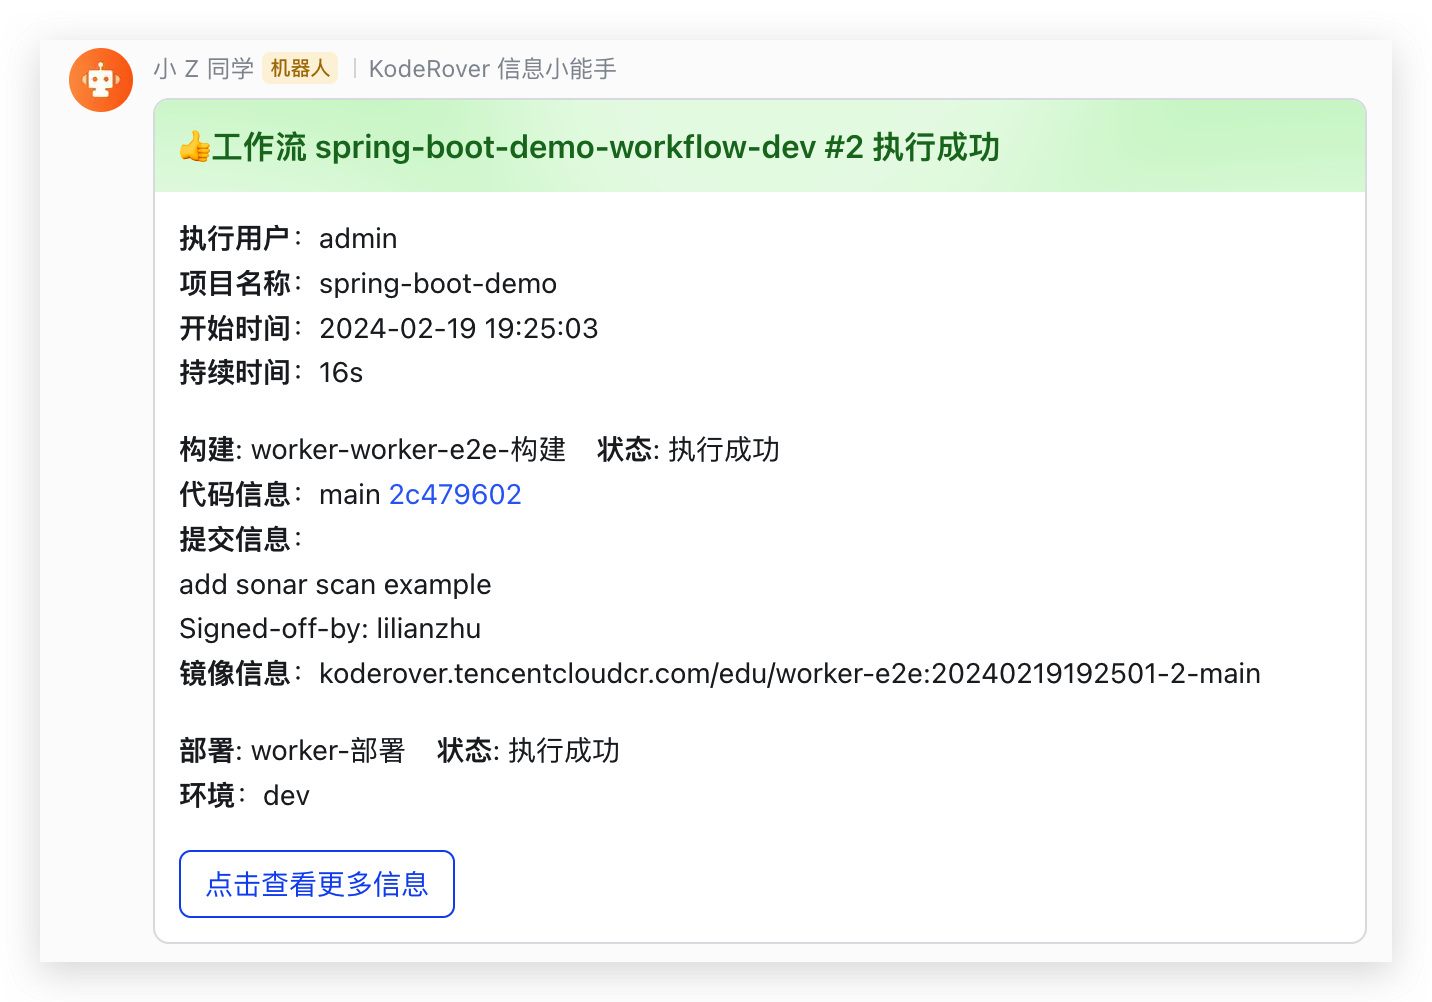 小 Z 同学 机器人 | KodeRover 信息小能手
👍工作流 spring-boot-demo-workflow-dev #2 执行成功
执行用户：admin
项目名称：spring-boot-demo
开始时间：2024-02-19 19:25:03
持续时间：16s
构建: worker-worker-e2e-构建 状态: 执行成功
代码信息：main 2c479602
提交信息：
add sonar scan example
Signed-off-by: lilianzhu
镜像信息：koderover.tencentcloudcr.com/edu/worker-e2e:20240219192501-2-main
部署: worker-部署 状态: 执行成功
环境：dev
点击查看更多信息